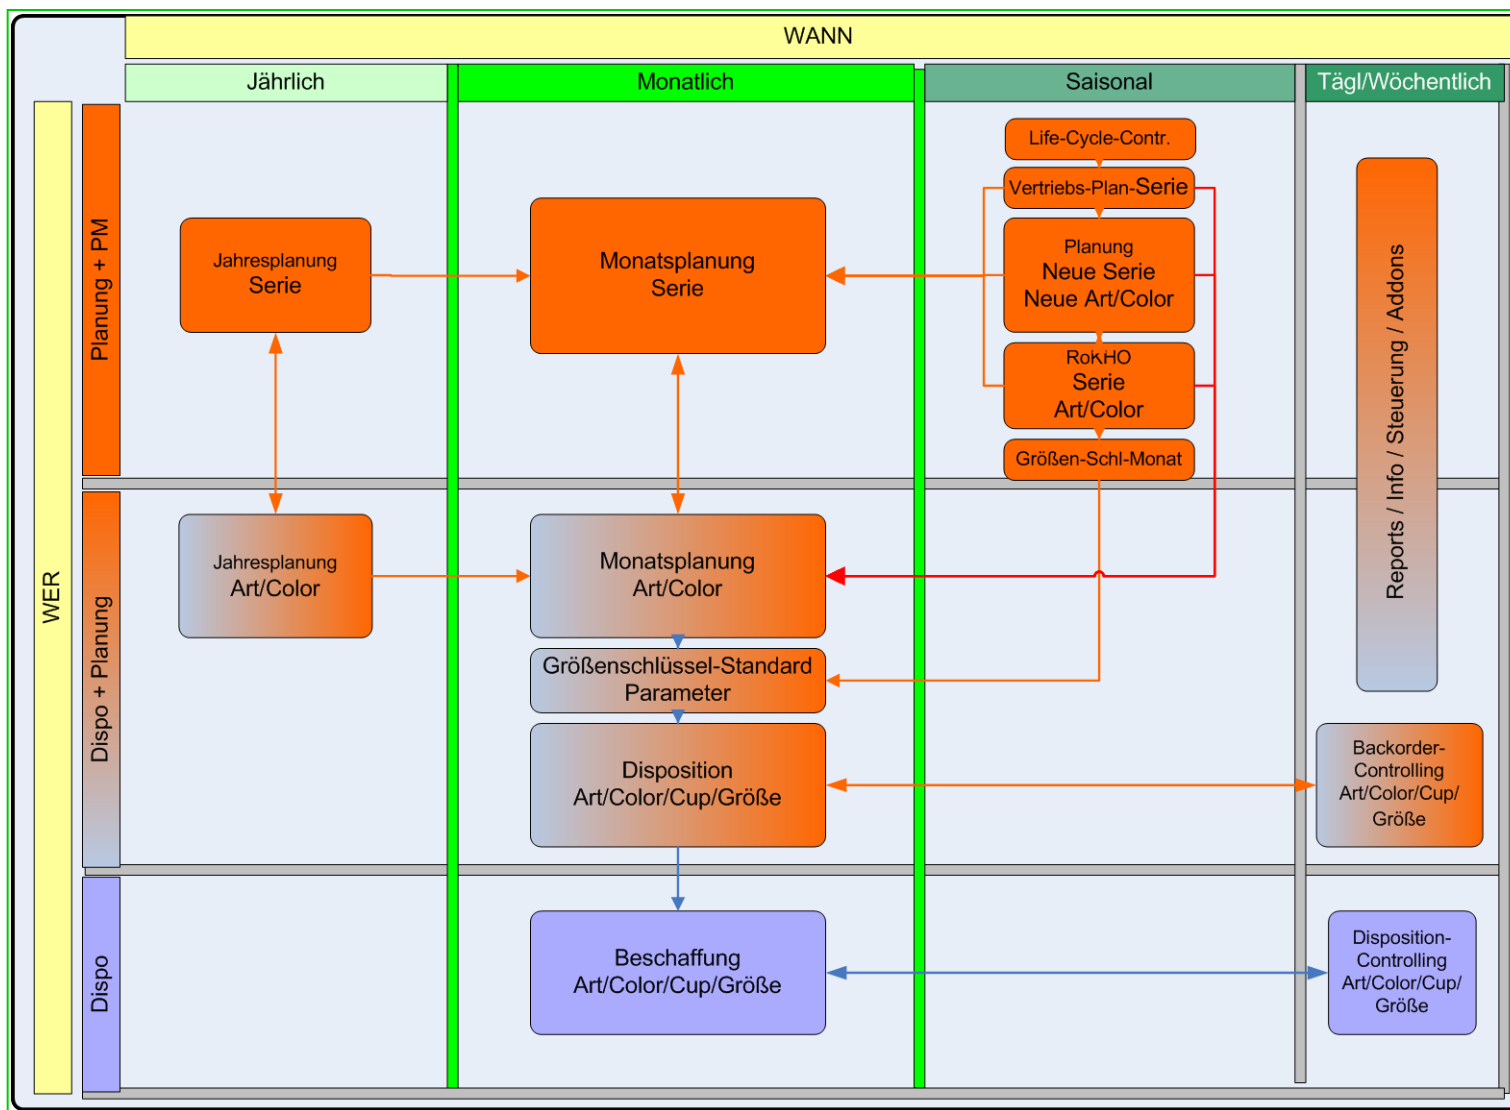 WANN
Jährlich
Monatlich
Saisonal
Tägl/Wöchentlich
WER
Planung + PM
Jahresplanung
Serie
Monatsplanung
Serie
Life-Cycle-Contr.
Vertriebs-Plan-Serie
Planung
Neue Serie
Neue Art/Color
RoKHO
Serie
Art/Color
Größen-Schl-Monat
Reports / Info / Steuerung / Addons
Dispo + Planung
Jahresplanung
Art/Color
Monatsplanung
Art/Color
Größenschlüssel-Standard
Parameter
Disposition
Art/Color/Cup/Größe
Backorder-
Controlling
Art/Color/Cup/
Größe
Dispo
Beschaffung
Art/Color/Cup/Größe
Disposition-
Controlling
Art/Color/Cup/
Größe